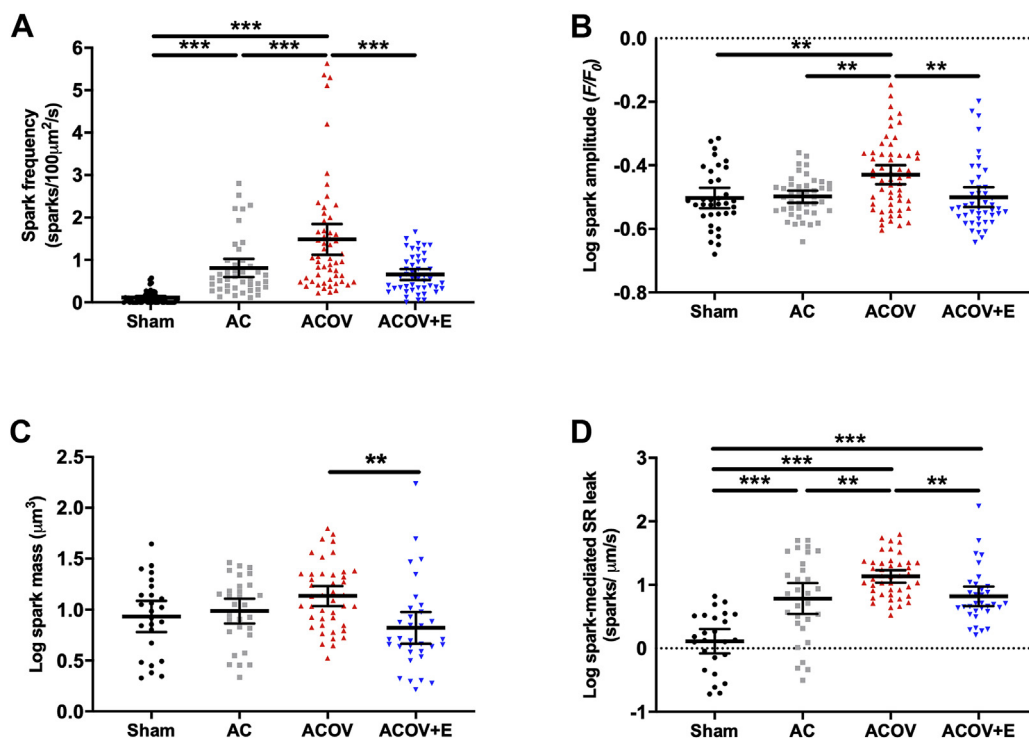 A
***
*** *** ***
Spark frequency
(sparks/100μm²/s)
6
5
4
3
2
1
0
Sham AC ACOV ACOV+E
B
**
** **
Log spark amplitude (F/F0)
0.0
-0.2
-0.4
-0.6
-0.8
Sham AC ACOV ACOV+E
C
**
Log spark mass (μm³)
2.5
2.0
1.5
1.0
0.5
0.0
Sham AC ACOV ACOV+E
D
***
***
*** ** **
Log spark-mediated SR leak
(sparks/ μm/s)
3
2
1
0
-1
Sham AC ACOV ACOV+E